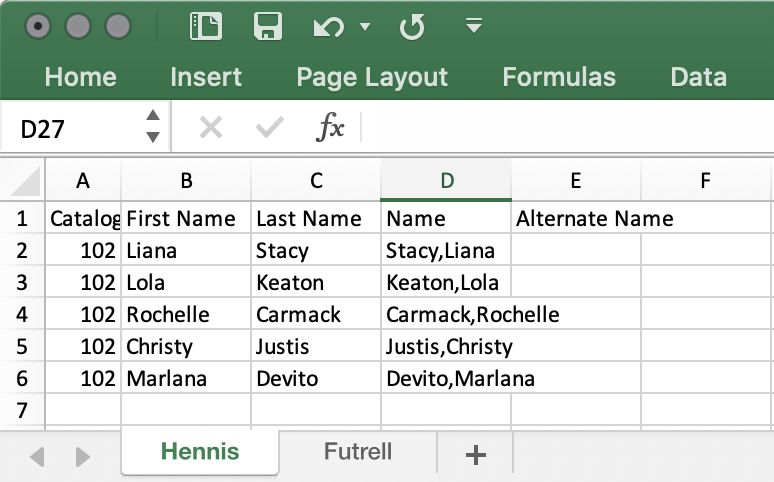 Home Insert Page Layout Formulas Data
D27 fx
A B C D E F
1 Catalog First Name Last Name Name Alternate Name
2 102 Liana Stacy Stacy,Liana
3 102 Lola Keaton Keaton,Lola
4 102 Rochelle Carmack Carmack,Rochelle
5 102 Christy Justis Justis,Christy
6 102 Marlana Devito Devito,Marlana
7
Hennis Futrell +